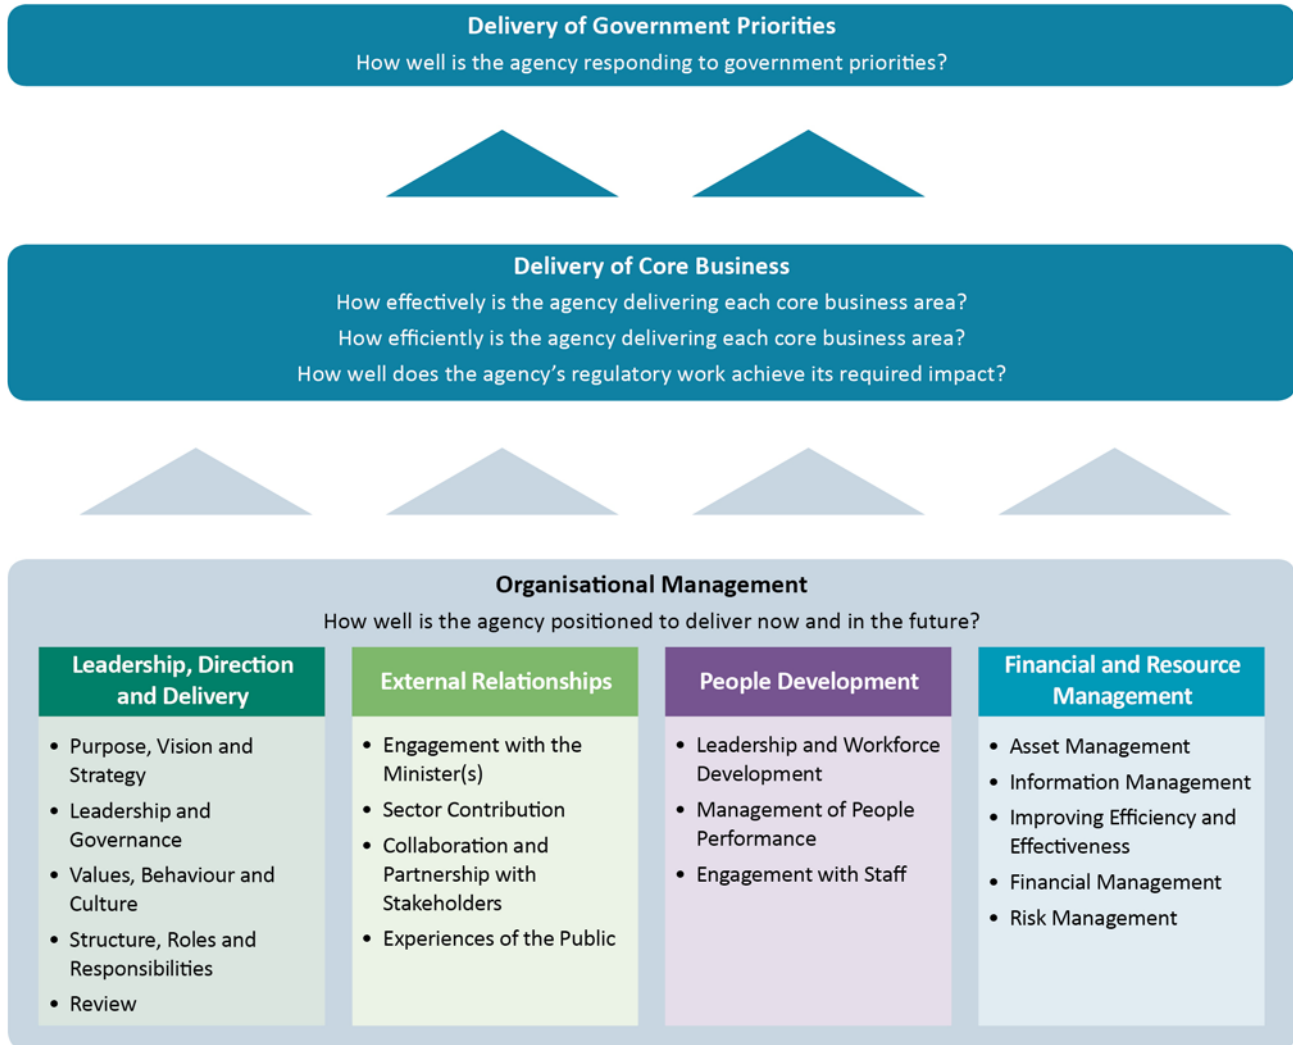 Delivery of Government Priorities
How well is the agency responding to government priorities?
Delivery of Core Business
How effectively is the agency delivering each core business area?
How efficiently is the agency delivering each core business area?
How well does the agency's regulatory work achieve its required impact?
Organisational Management
How well is the agency positioned to deliver now and in the future?
Leadership, Direction
and Delivery
• Purpose, Vision and
Strategy
• Leadership and
Governance
• Values, Behaviour and
Culture
• Structure, Roles and
Responsibilities
• Review
External Relationships
• Engagement with the
Minister(s)
• Sector Contribution
• Collaboration and
Partnership with
Stakeholders
• Experiences of the Public
People Development
• Leadership and Workforce
Development
• Management of People
Performance
• Engagement with Staff
Financial and Resource
Management
• Asset Management
• Information Management
• Improving Efficiency and
Effectiveness
• Financial Management
• Risk Management